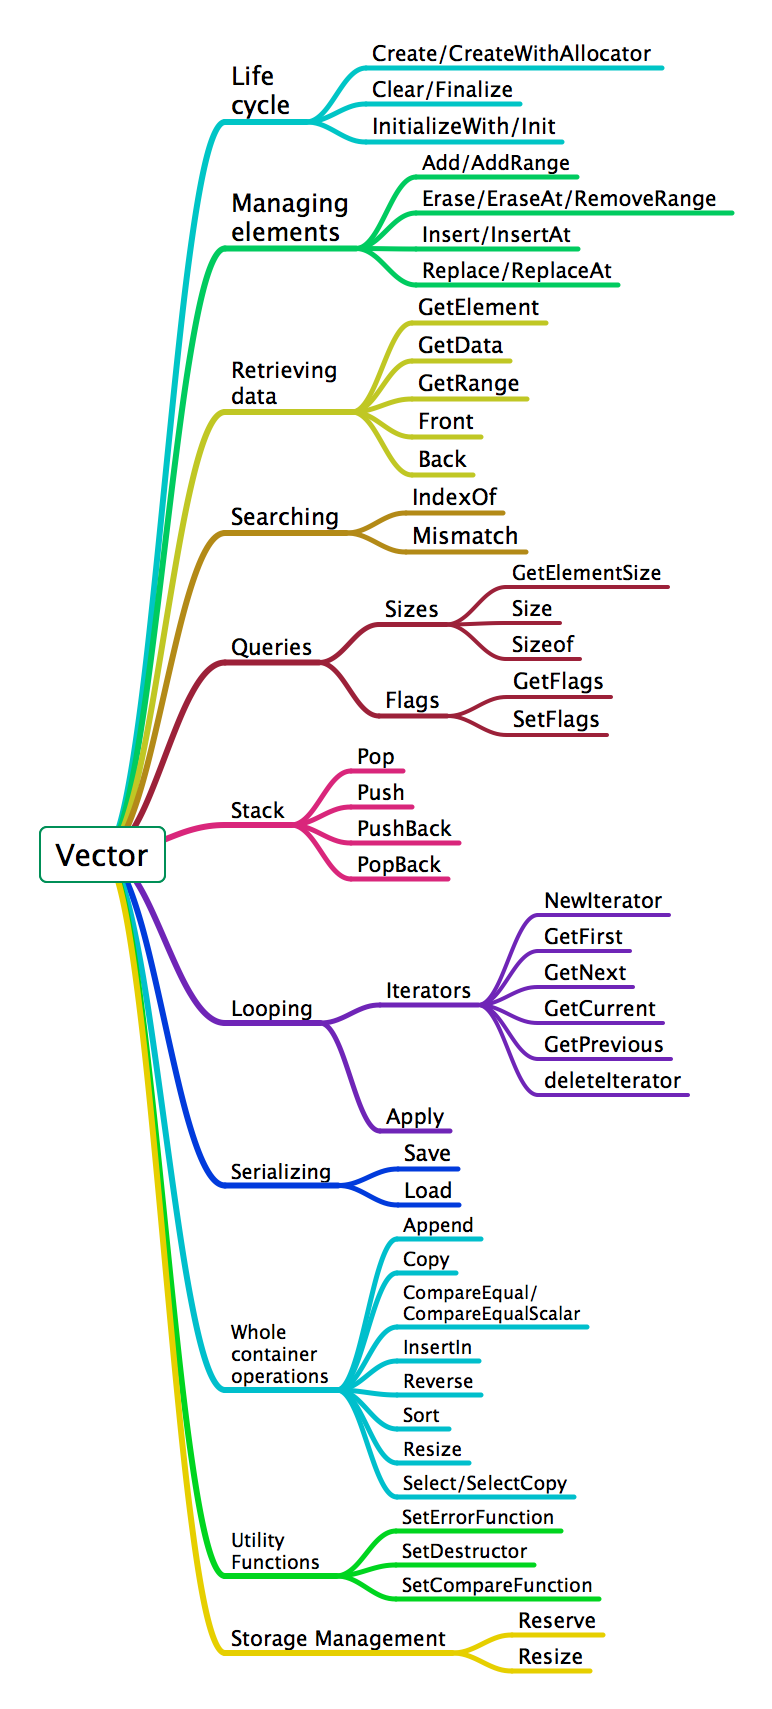 Life
cycle
Create/CreateWithAllocator
Clear/Finalize
InitializeWith/Init
Managing
elements
Add/AddRange
Erase/EraseAt/RemoveRange
Insert/InsertAt
Replace/ReplaceAt
Retrieving
data
GetElement
GetData
GetRange
Front
Back
Searching
IndexOf
Mismatch
Queries
Sizes
GetElementSize
Size
Sizeof
Flags
GetFlags
SetFlags
Stack
Pop
Push
PushBack
PopBack
Vector
Looping
Iterators
NewIterator
GetFirst
GetNext
GetCurrent
GetPrevious
deleteIterator
Apply
Serializing
Save
Load
Whole
container
operations
Append
Copy
CompareEqual/
CompareEqualScalar
InsertIn
Reverse
Sort
Resize
Select/SelectCopy
Utility
Functions
SetErrorFunction
SetDestructor
SetCompareFunction
Storage Management
Reserve
Resize